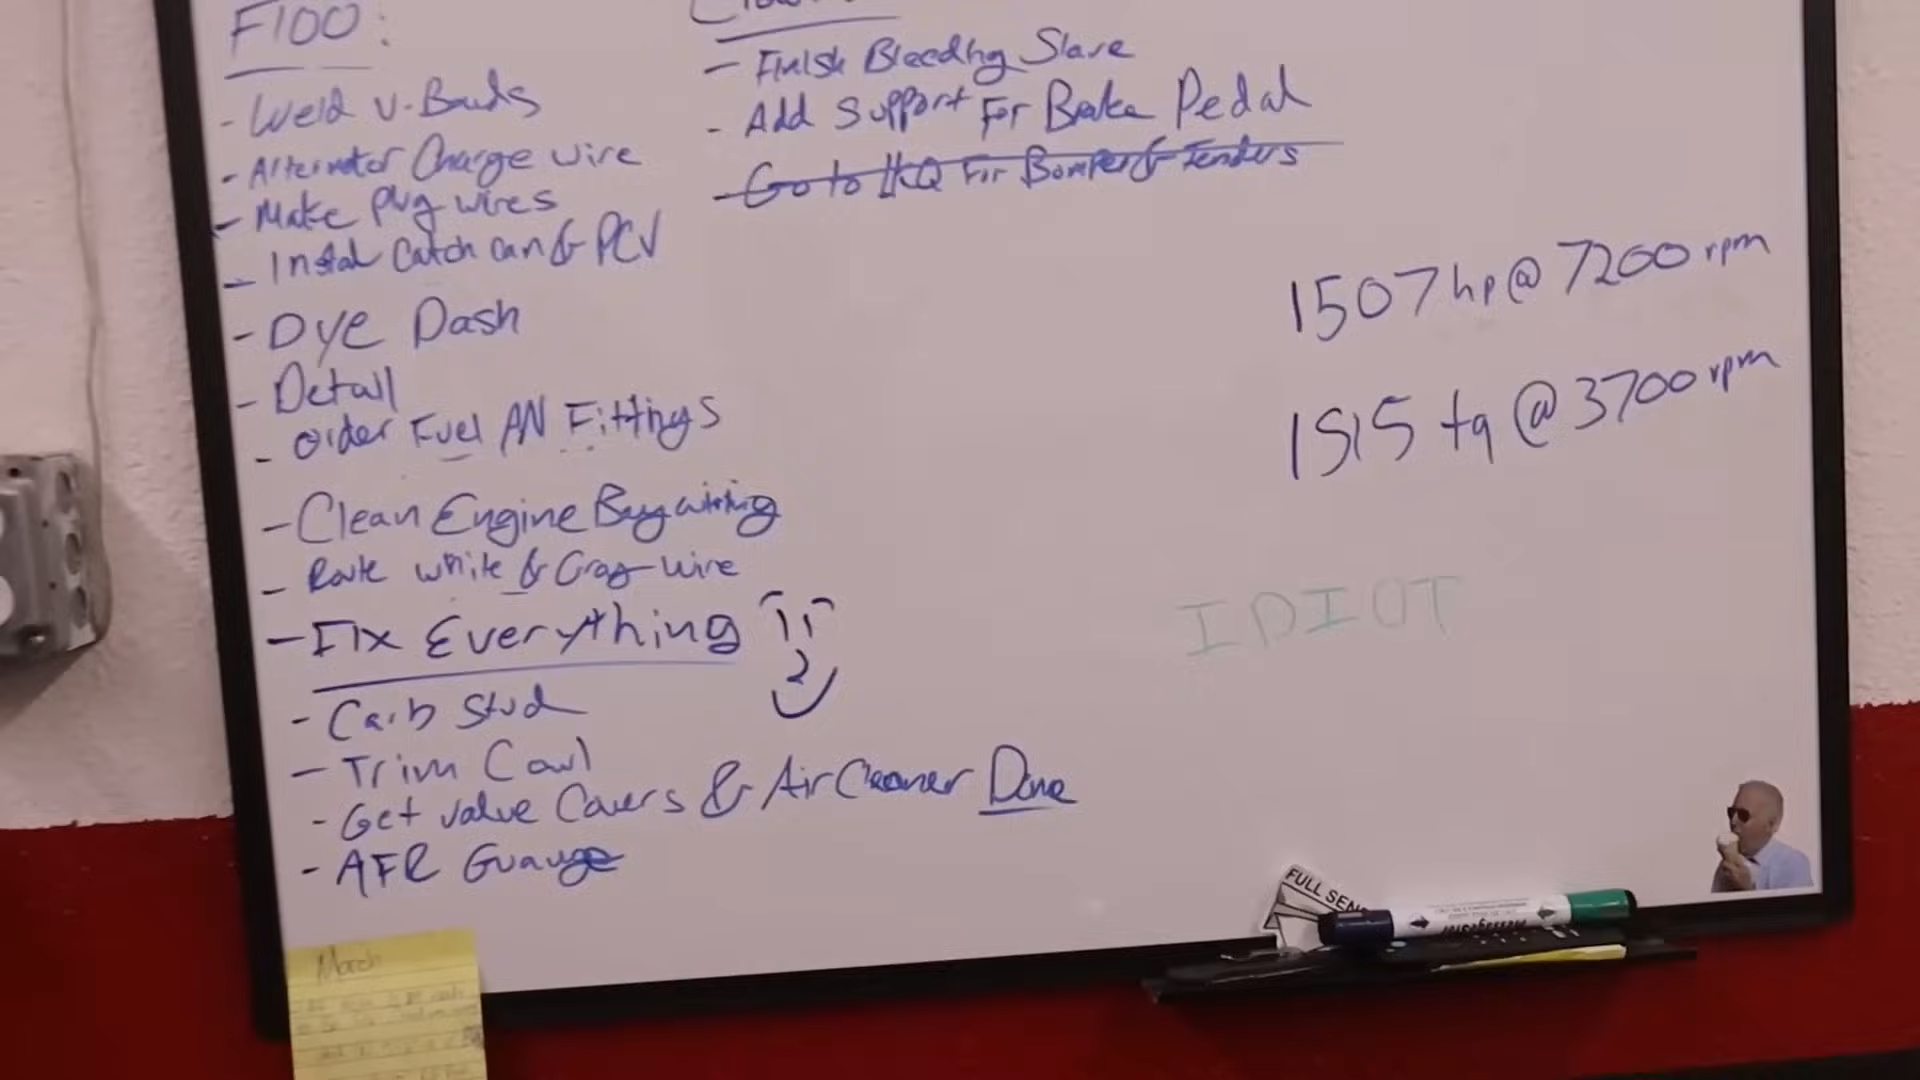 F100:
- Weld V-Bands
- Alternator Charge wire
- Make Plug wires
- Instal Catch can & PCV
- Dye Dash
- Detail
- Order Fuel AN Fittings
- Clean Engine Bay wiring
- Route white & Gray wire
- Fix Everything
- Carb Stud
- Trim Cowl
- Get Valve Covers & Air Cleaner Done
- AFR Guauge
- Finish Bleeding Slave
- Add Support For Brake Pedal
- Go to HQ For Bomper & Fenders
1507 hp @ 7200 rpm
1515 tq @ 3700 rpm
IDIOT
FULL SEN
March